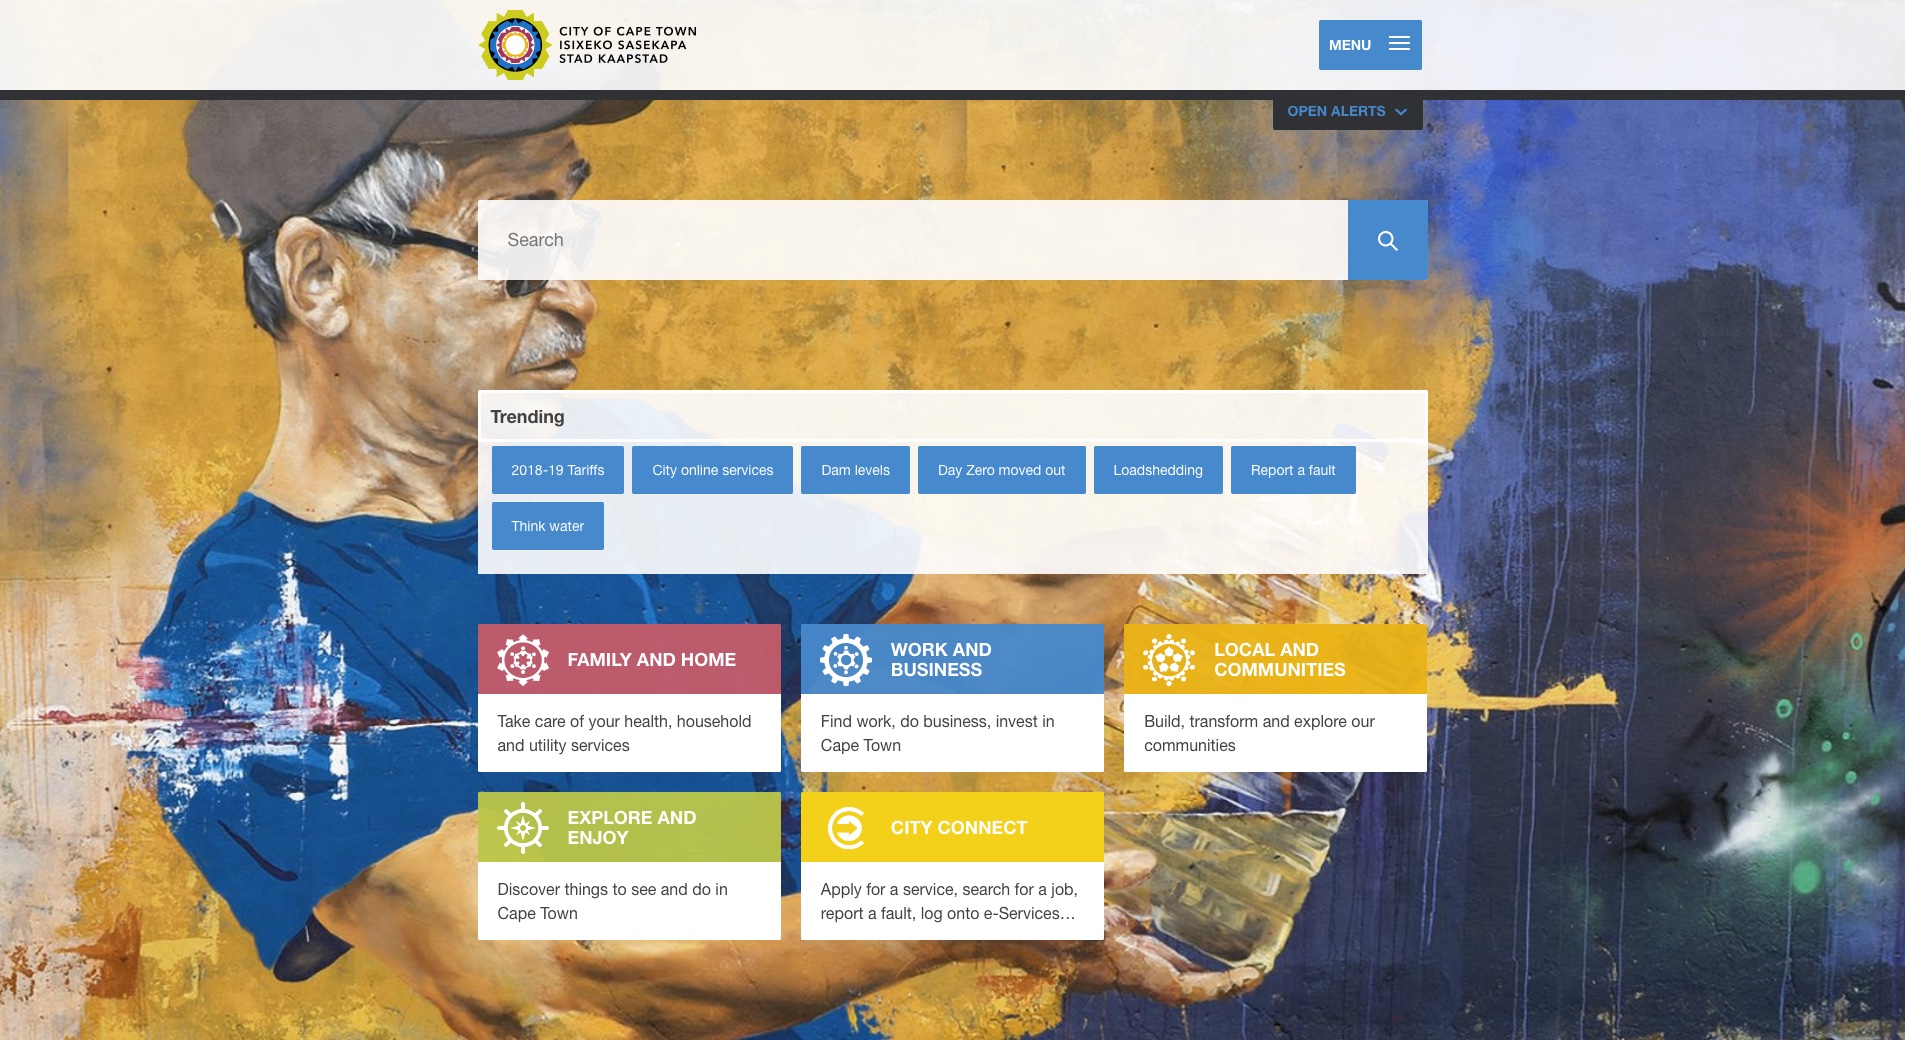 CITY OF CAPE TOWN
ISIXEKO SASEKAPA
STAD KAAPSTAD
MENU
OPEN ALERTS
Search
Trending
2018-19 Tariffs
City online services
Dam levels
Day Zero moved out
Loadshedding
Report a fault
Think water
FAMILY AND HOME
Take care of your health, household
and utility services
WORK AND
BUSINESS
Find work, do business, invest in
Cape Town
LOCAL AND
COMMUNITIES
Build, transform and explore our
communities
EXPLORE AND
ENJOY
Discover things to see and do in
Cape Town
CITY CONNECT
Apply for a service, search for a job,
report a fault, log onto e-Services…